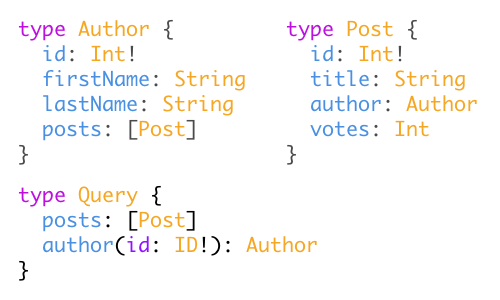 type Author {
  id: Int!
  firstName: String
  lastName: String
  posts: [Post]
}
type Post {
  id: Int!
  title: String
  author: Author
  votes: Int
}
type Query {
  posts: [Post]
  author(id: ID!): Author
}